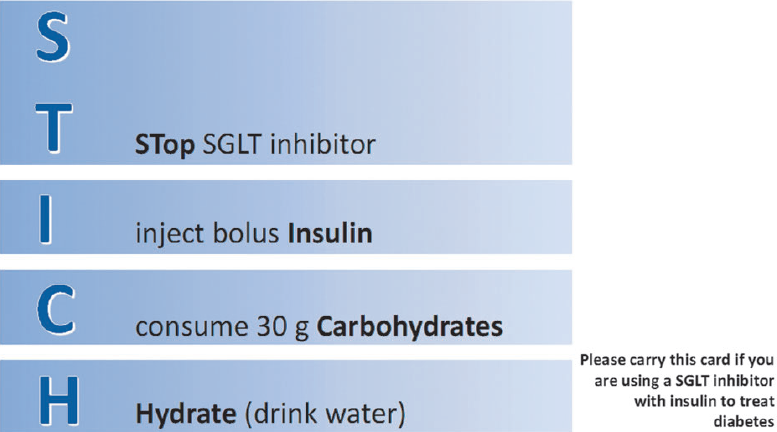 S
T
STop SGLT inhibitor
I
inject bolus Insulin
C
consume 30 g Carbohydrates
H
Hydrate (drink water)
Please carry this card if you
are using a SGLT inhibitor
with insulin to treat
diabetes